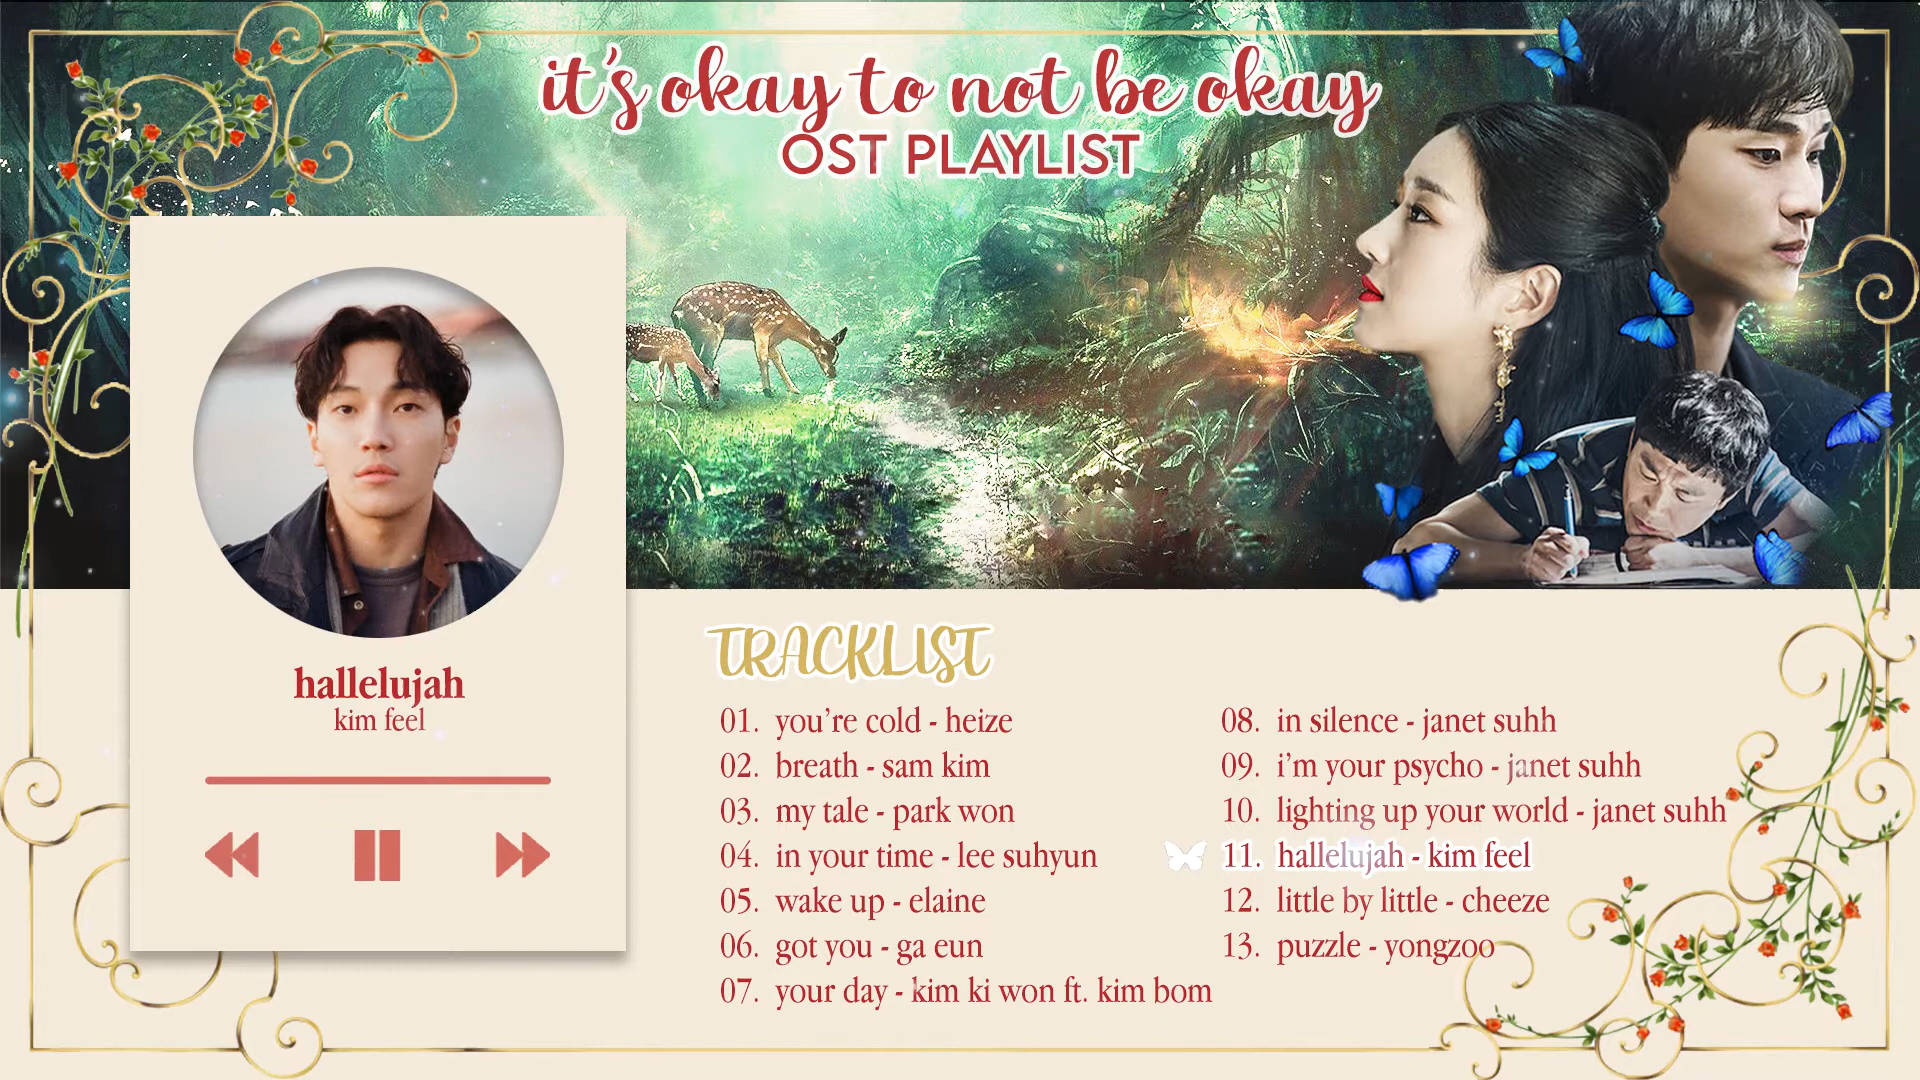 it's okay to not be okay
OST PLAYLIST
hallelujah
kim feel
TRACKLIST
01. you're cold - heize
02. breath - sam kim
03. my tale - park won
04. in your time - lee suhyun
05. wake up - elaine
06. got you - ga eun
07. your day - kim ki won ft. kim bom
08. in silence - janet suhh
09. i'm your psycho - janet suhh
10. lighting up your world - janet suhh
11. hallelujah - kim feel
12. little by little - cheeze
13. puzzle - yongzoo